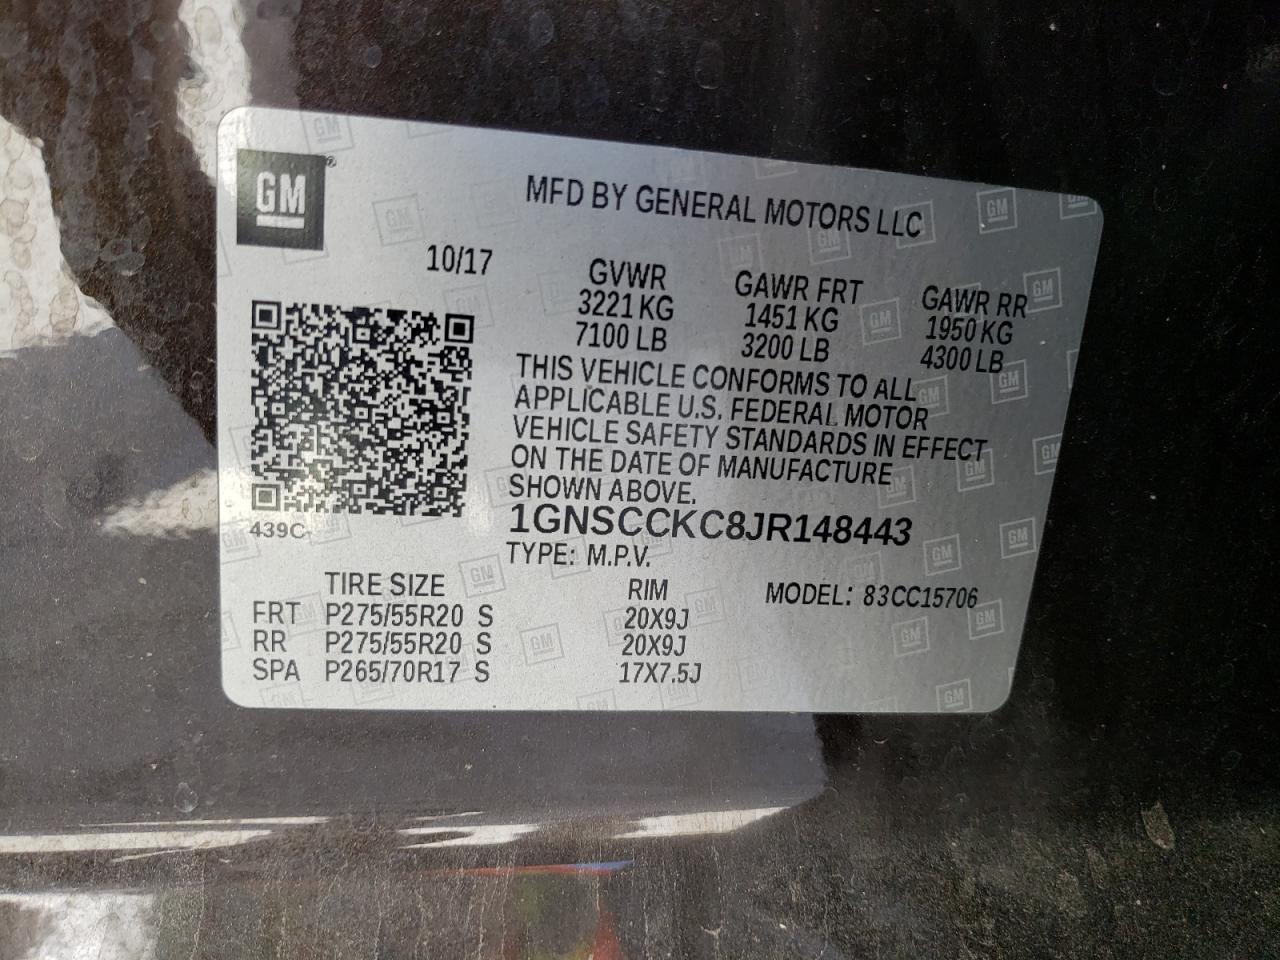 GM®
MFD BY GENERAL MOTORS LLC
10/17
GVWR GAWR FRT GAWR RR
3221 KG 1451 KG 1950 KG
7100 LB 3200 LB 4300 LB
THIS VEHICLE CONFORMS TO ALL
APPLICABLE U.S. FEDERAL MOTOR
VEHICLE SAFETY STANDARDS IN EFFECT
ON THE DATE OF MANUFACTURE
SHOWN ABOVE.
439C
1GNSCCKC8JR148443
TYPE: M.P.V.
TIRE SIZE RIM MODEL: 83CC15706
FRT P275/55R20 S 20X9J
RR P275/55R20 S 20X9J
SPA P265/70R17 S 17X7.5J